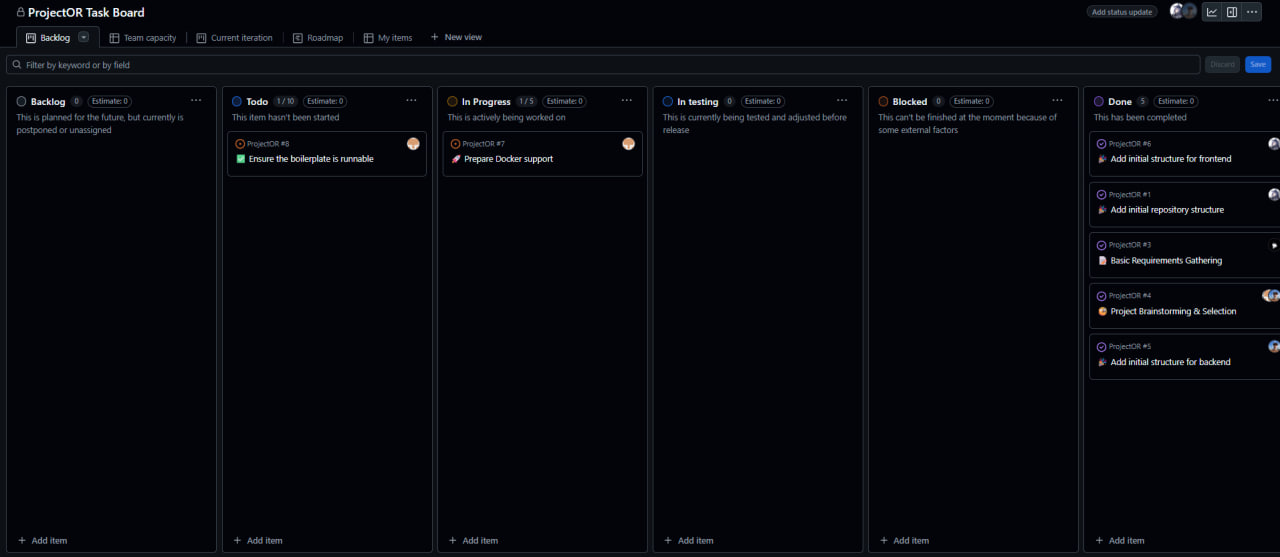 ProjectOR Task Board
Add status update
Backlog
Team capacity
Current iteration
Roadmap
My items
New view
Filter by keyword or by field
Discard
Save
Backlog 0 Estimate: 0
This is planned for the future, but currently is
postponed or unassigned
Add item
Todo 1 / 10 Estimate: 0
This item hasn't been started
ProjectOR #8
Ensure the boilerplate is runnable
Add item
In Progress 1 / 5 Estimate: 0
This is actively being worked on
ProjectOR #7
Prepare Docker support
Add item
In testing 0 Estimate: 0
This is currently being tested and adjusted before
release
Add item
Blocked 0 Estimate: 0
This can't be finished at the moment because of
some external factors
Add item
Done 5 Estimate: 0
This has been completed
ProjectOR #6
Add initial structure for frontend
ProjectOR #1
Add initial repository structure
ProjectOR #3
Basic Requirements Gathering
ProjectOR #4
Project Brainstorming & Selection
ProjectOR #5
Add initial structure for backend
Add item